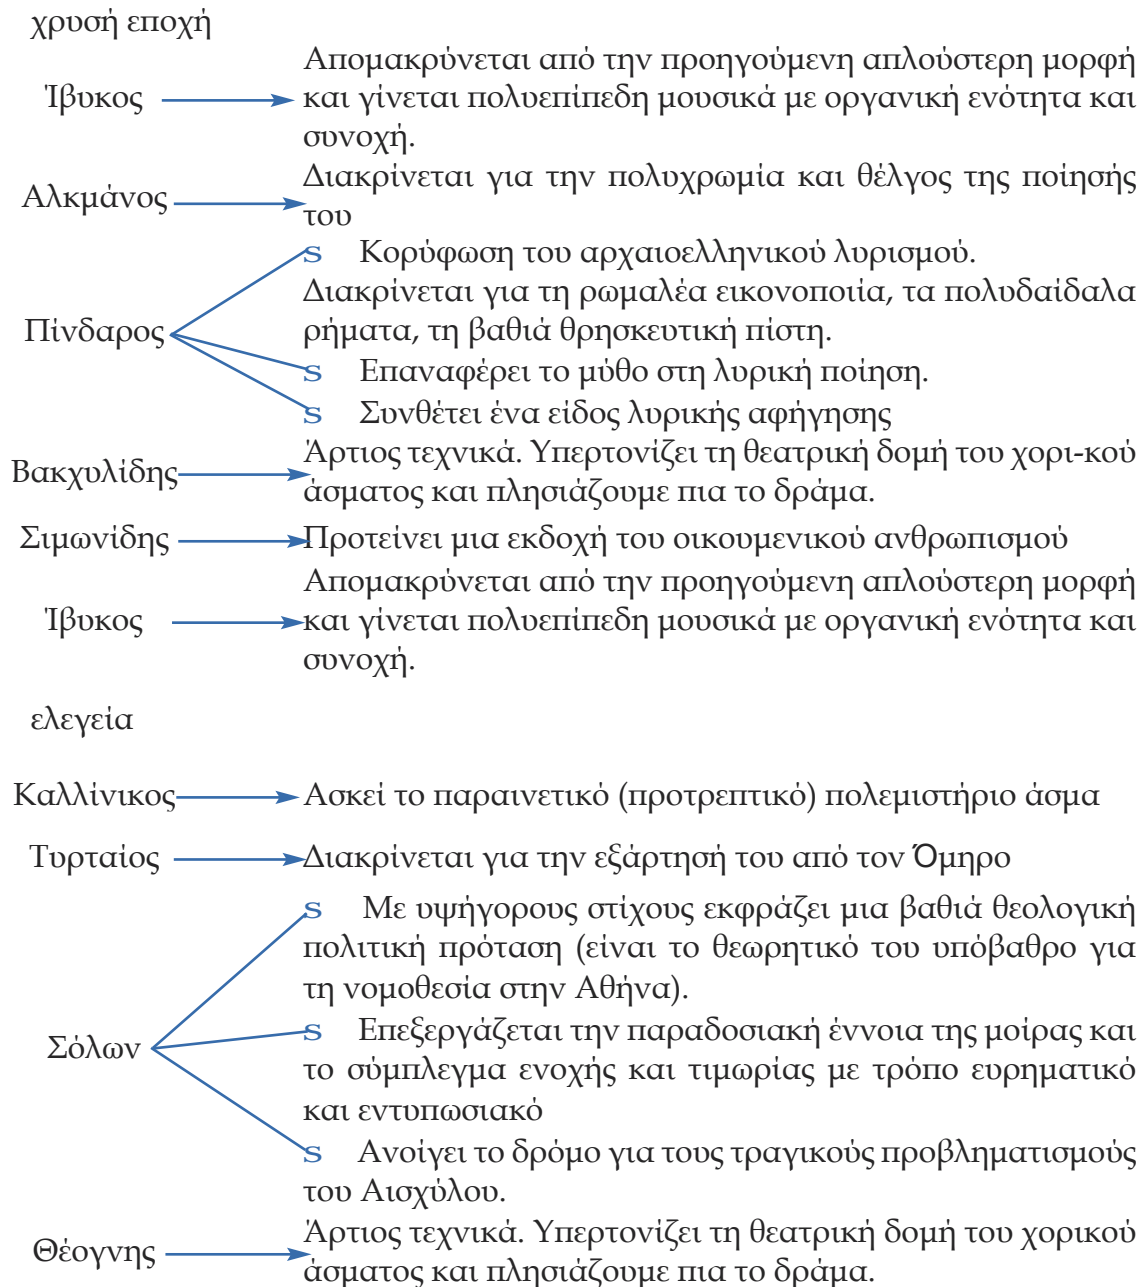 χρυσή εποχή
Απομακρύνεται από την προηγούμενη απλούστερη μορφή
Ίβυκος και γίνεται πολυεπίπεδη μουσικά με οργανική ενότητα και
συνοχή.
Αλκμάνος Διακρίνεται για την πολυχρωμία και θέλγος της ποίησής
του
s Κορύφωση του αρχαιοελληνικού λυρισμού.
Διακρίνεται για τη ρωμαλέα εικονοποιία, τα πολυδαίδαλα
Πίνδαρος ρήματα, τη βαθιά θρησκευτική πίστη.
s Επαναφέρει το μύθο στη λυρική ποίηση.
s Συνθέτει ένα είδος λυρικής αφήγησης
Βακχυλίδης Άρτιος τεχνικά. Υπερτονίζει τη θεατρική δομή του χορι-κού
άσματος και πλησιάζουμε πια το δράμα.
Σιμωνίδης Προτείνει μια εκδοχή του οικουμενικού ανθρωπισμού
Απομακρύνεται από την προηγούμενη απλούστερη μορφή
Ίβυκος και γίνεται πολυεπίπεδη μουσικά με οργανική ενότητα και
συνοχή.
ελεγεία
Καλλίνικος Ασκεί το παραινετικό (προτρεπτικό) πολεμιστήριο άσμα
Τυρταίος Διακρίνεται για την εξάρτησή του από τον Όμηρο
s Με υψήγορους στίχους εκφράζει μια βαθιά θεολογική
πολιτική πρόταση (είναι το θεωρητικό του υπόβαθρο για
τη νομοθεσία στην Αθήνα).
Σόλων s Επεξεργάζεται την παραδοσιακή έννοια της μοίρας και
το σύμπλεγμα ενοχής και τιμωρίας με τρόπο ευρηματικό
και εντυπωσιακό
s Ανοίγει το δρόμο για τους τραγικούς προβληματισμούς
του Αισχύλου.
Θέογνης Άρτιος τεχνικά. Υπερτονίζει τη θεατρική δομή του χορικού
άσματος και πλησιάζουμε πια το δράμα.